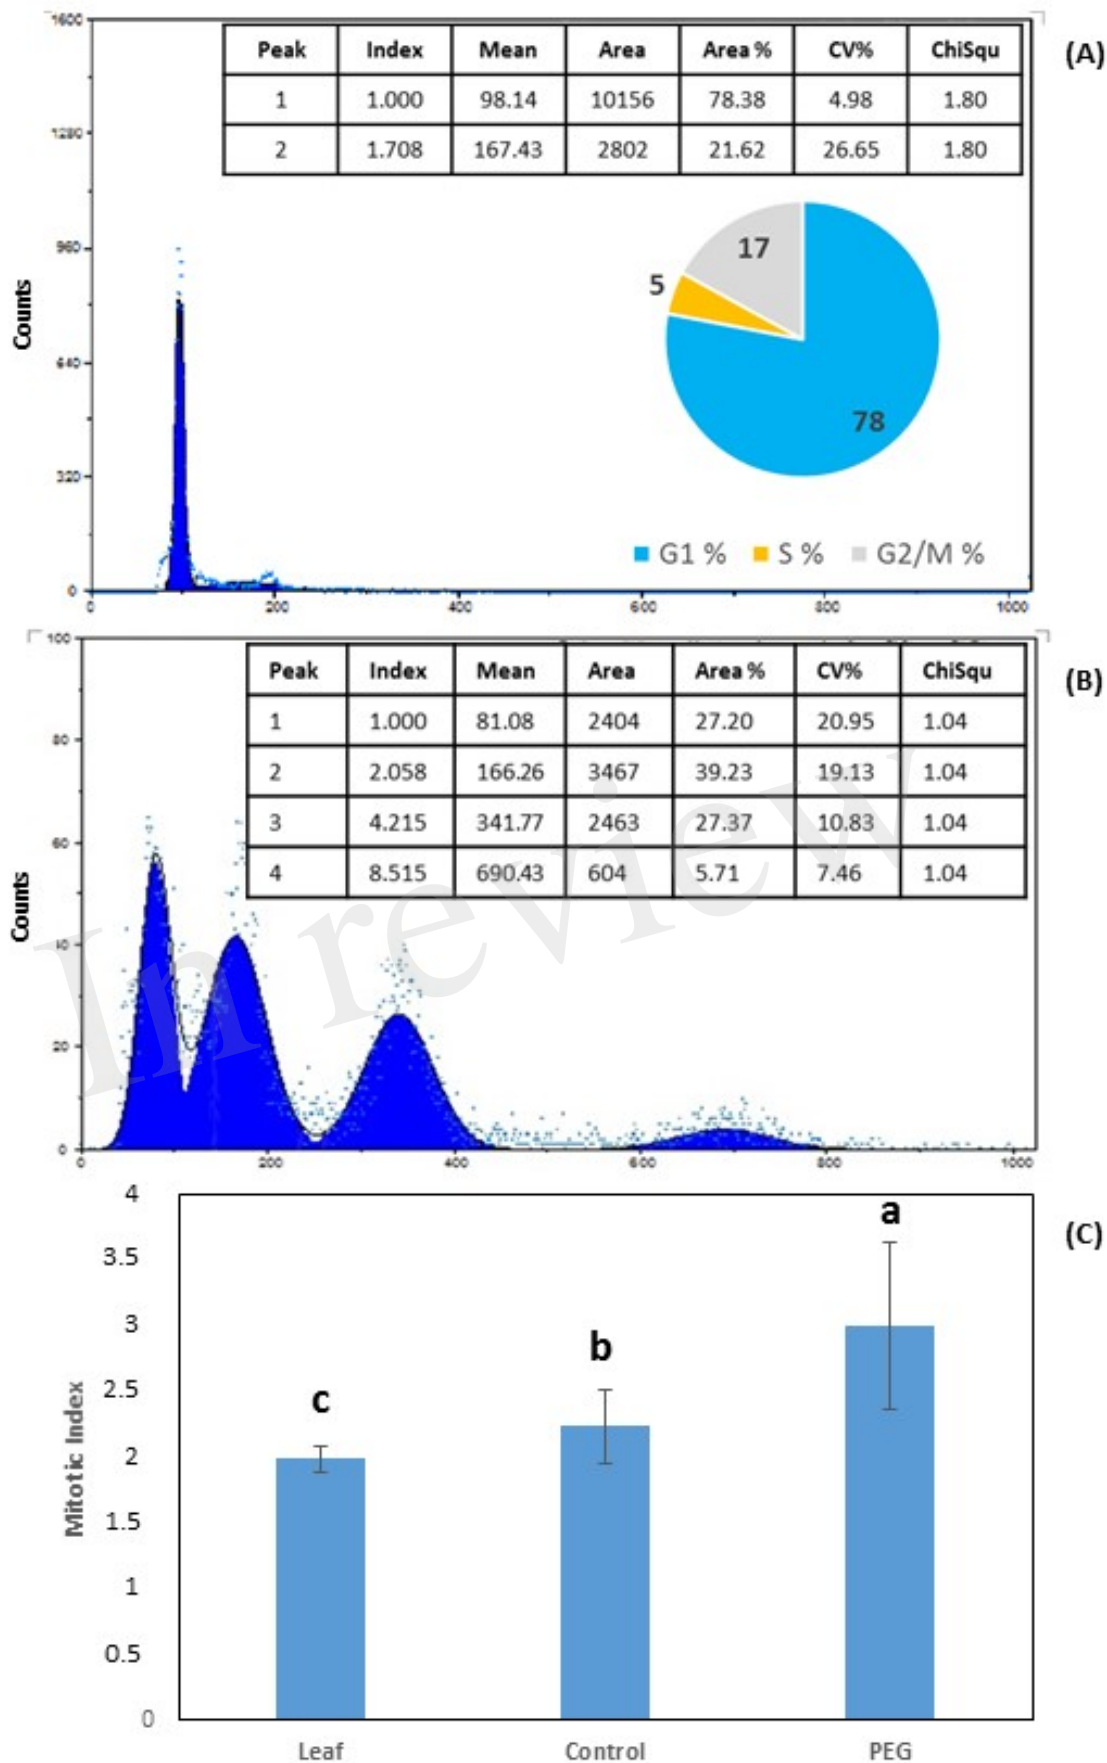 (A)
1600
1280
960
640
320
0
Counts
Peak Index Mean Area Area % CV% ChiSqu
1 1.000 98.14 10156 78.38 4.98 1.80
2 1.708 167.43 2802 21.62 26.65 1.80
17
5
78
G1 % S % G2/M %
0 200 400 600 800 1000
(B)
100
80
60
40
20
0
Counts
Peak Index Mean Area Area % CV% ChiSqu
1 1.000 81.08 2404 27.20 20.95 1.04
2 2.058 166.26 3467 39.23 19.13 1.04
3 4.215 341.77 2463 27.37 10.83 1.04
4 8.515 690.43 604 5.71 7.46 1.04
In review
0 200 400 600 800 1000
(C)
4
3.5
3
2.5
2
1.5
1
0.5
0
Mitotic Index
c
b
a
Leaf Control PEG